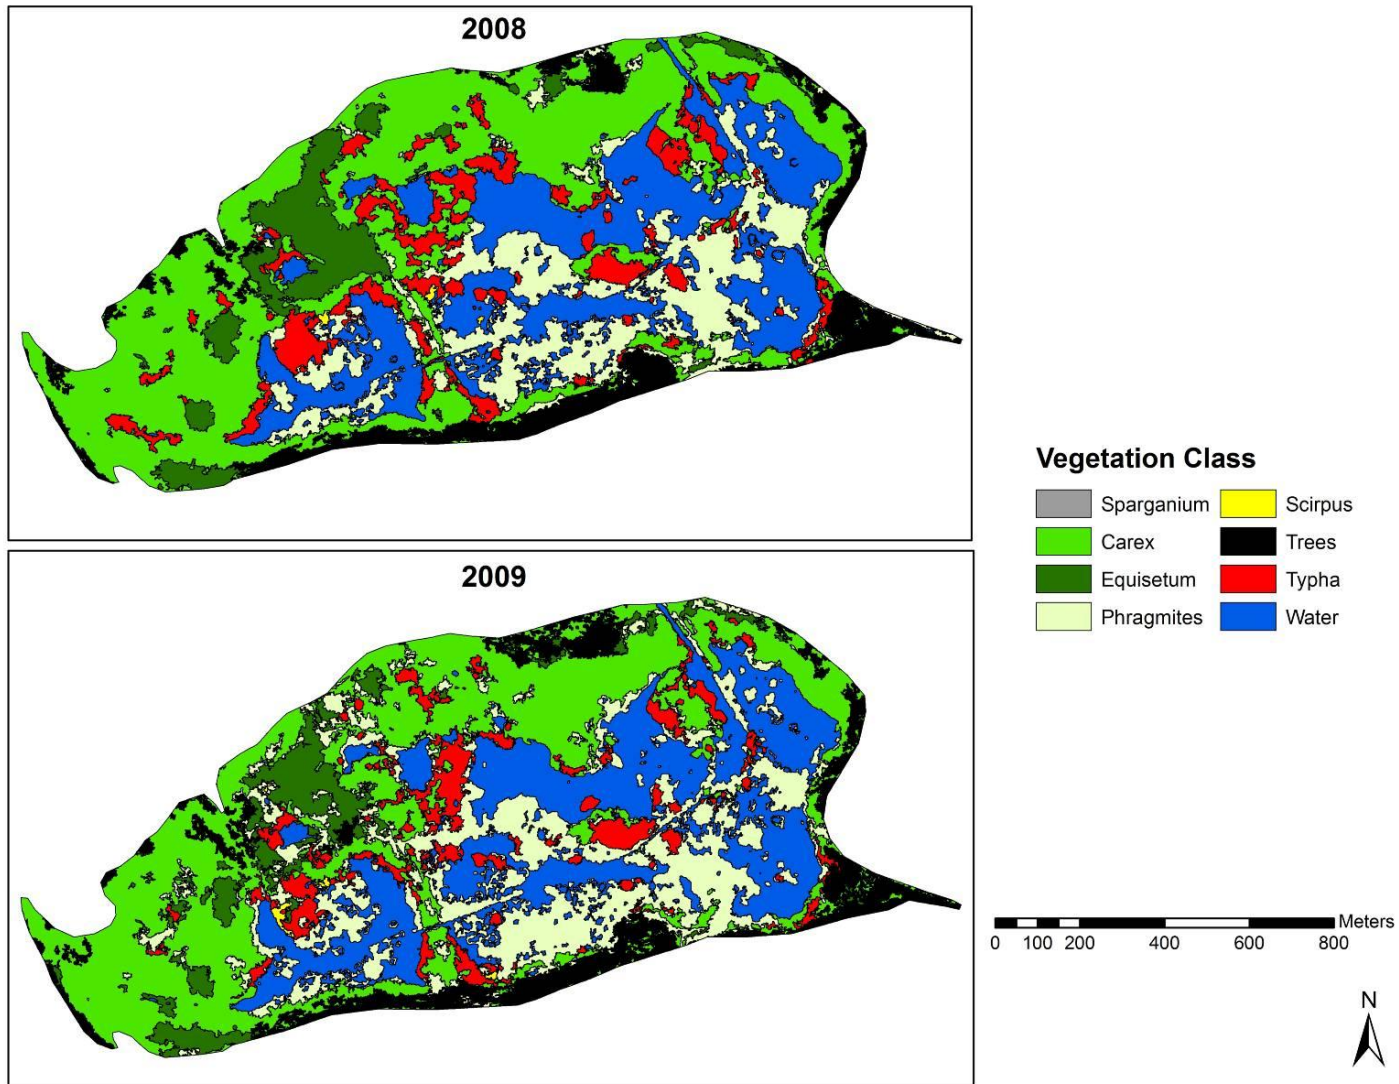 2008
2009
Vegetation Class
Sparganium Scirpus
Carex Trees
Equisetum Typha
Phragmites Water
Meters
0 100 200 400 600 800
N